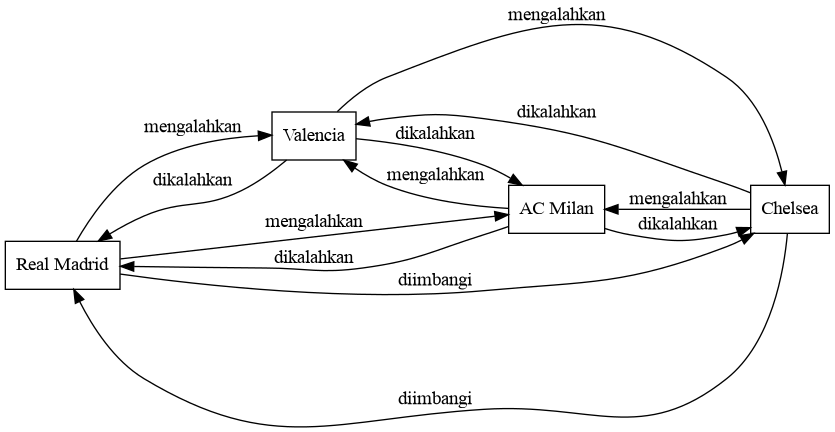 mengalahkan
mengalahkan
dikalahkan
Valencia
dikalahkan
dikalahkan
mengalahkan
mengalahkan
AC Milan
Chelsea
dikalahkan
mengalahkan
Real Madrid
dikalahkan
diimbangi
diimbangi